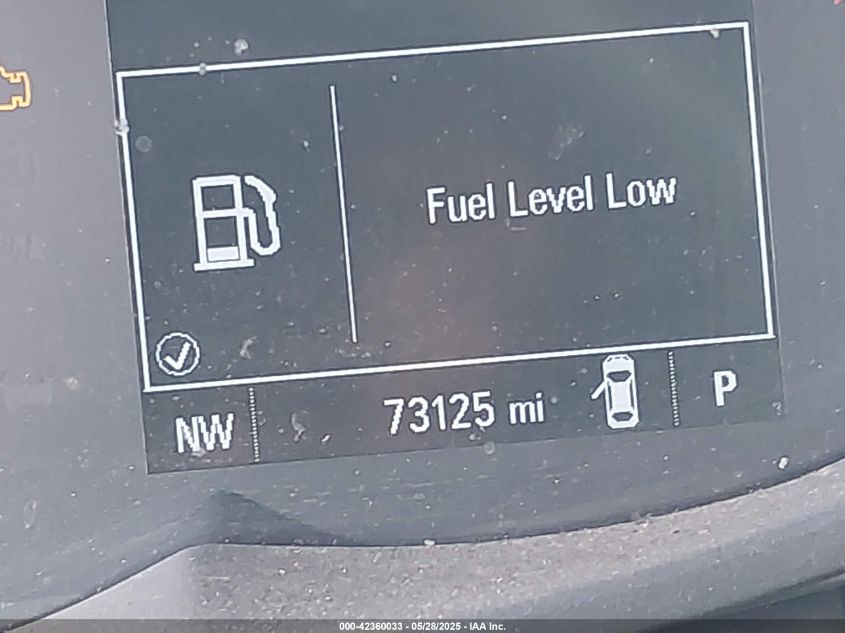 Fuel Level Low
NW 73125 mi P
000-42360033 - 05/28/2025 - IAA Inc.